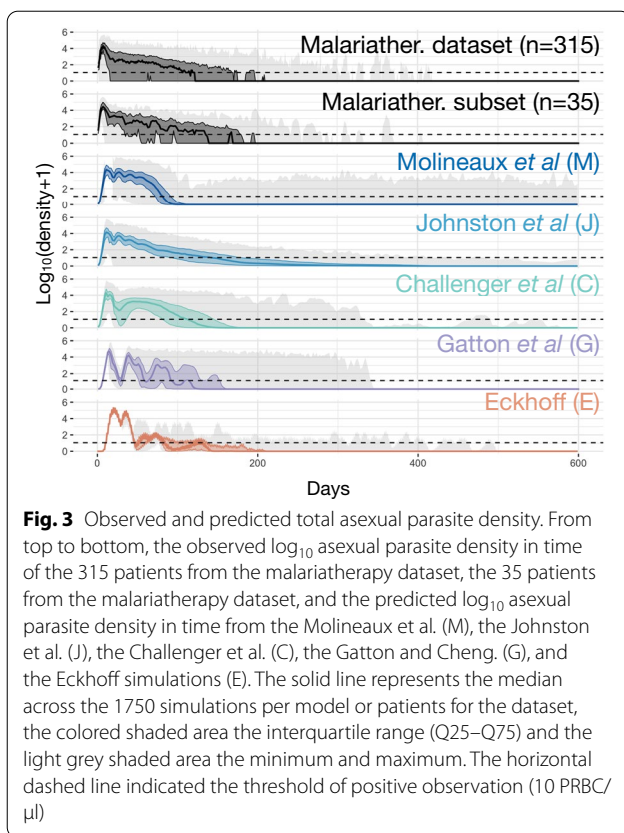 6
4
2
0
Malariather. dataset (n=315)
6
4
2
0
Malariather. subset (n=35)
6
4
2
0
Molineaux et al (M)
6
4
2
0
Johnston et al (J)
6
4
2
0
Challenger et al (C)
6
4
2
0
Gatton et al (G)
6
4
2
0
Eckhoff (E)
Log₁₀(density+1)
0
200
400
600
Days
Fig. 3 Observed and predicted total asexual parasite density. From
top to bottom, the observed log₁₀ asexual parasite density in time
of the 315 patients from the malariatherapy dataset, the 35 patients
from the malariatherapy dataset, and the predicted log₁₀ asexual
parasite density in time from the Molineaux et al. (M), the Johnston
et al. (J), the Challenger et al. (C), the Gatton and Cheng. (G), and
the Eckhoff simulations (E). The solid line represents the median
across the 1750 simulations per model or patients for the dataset,
the colored shaded area the interquartile range (Q25–Q75) and the
light grey shaded area the minimum and maximum. The horizontal
dashed line indicated the threshold of positive observation (10 PRBC/
μl)